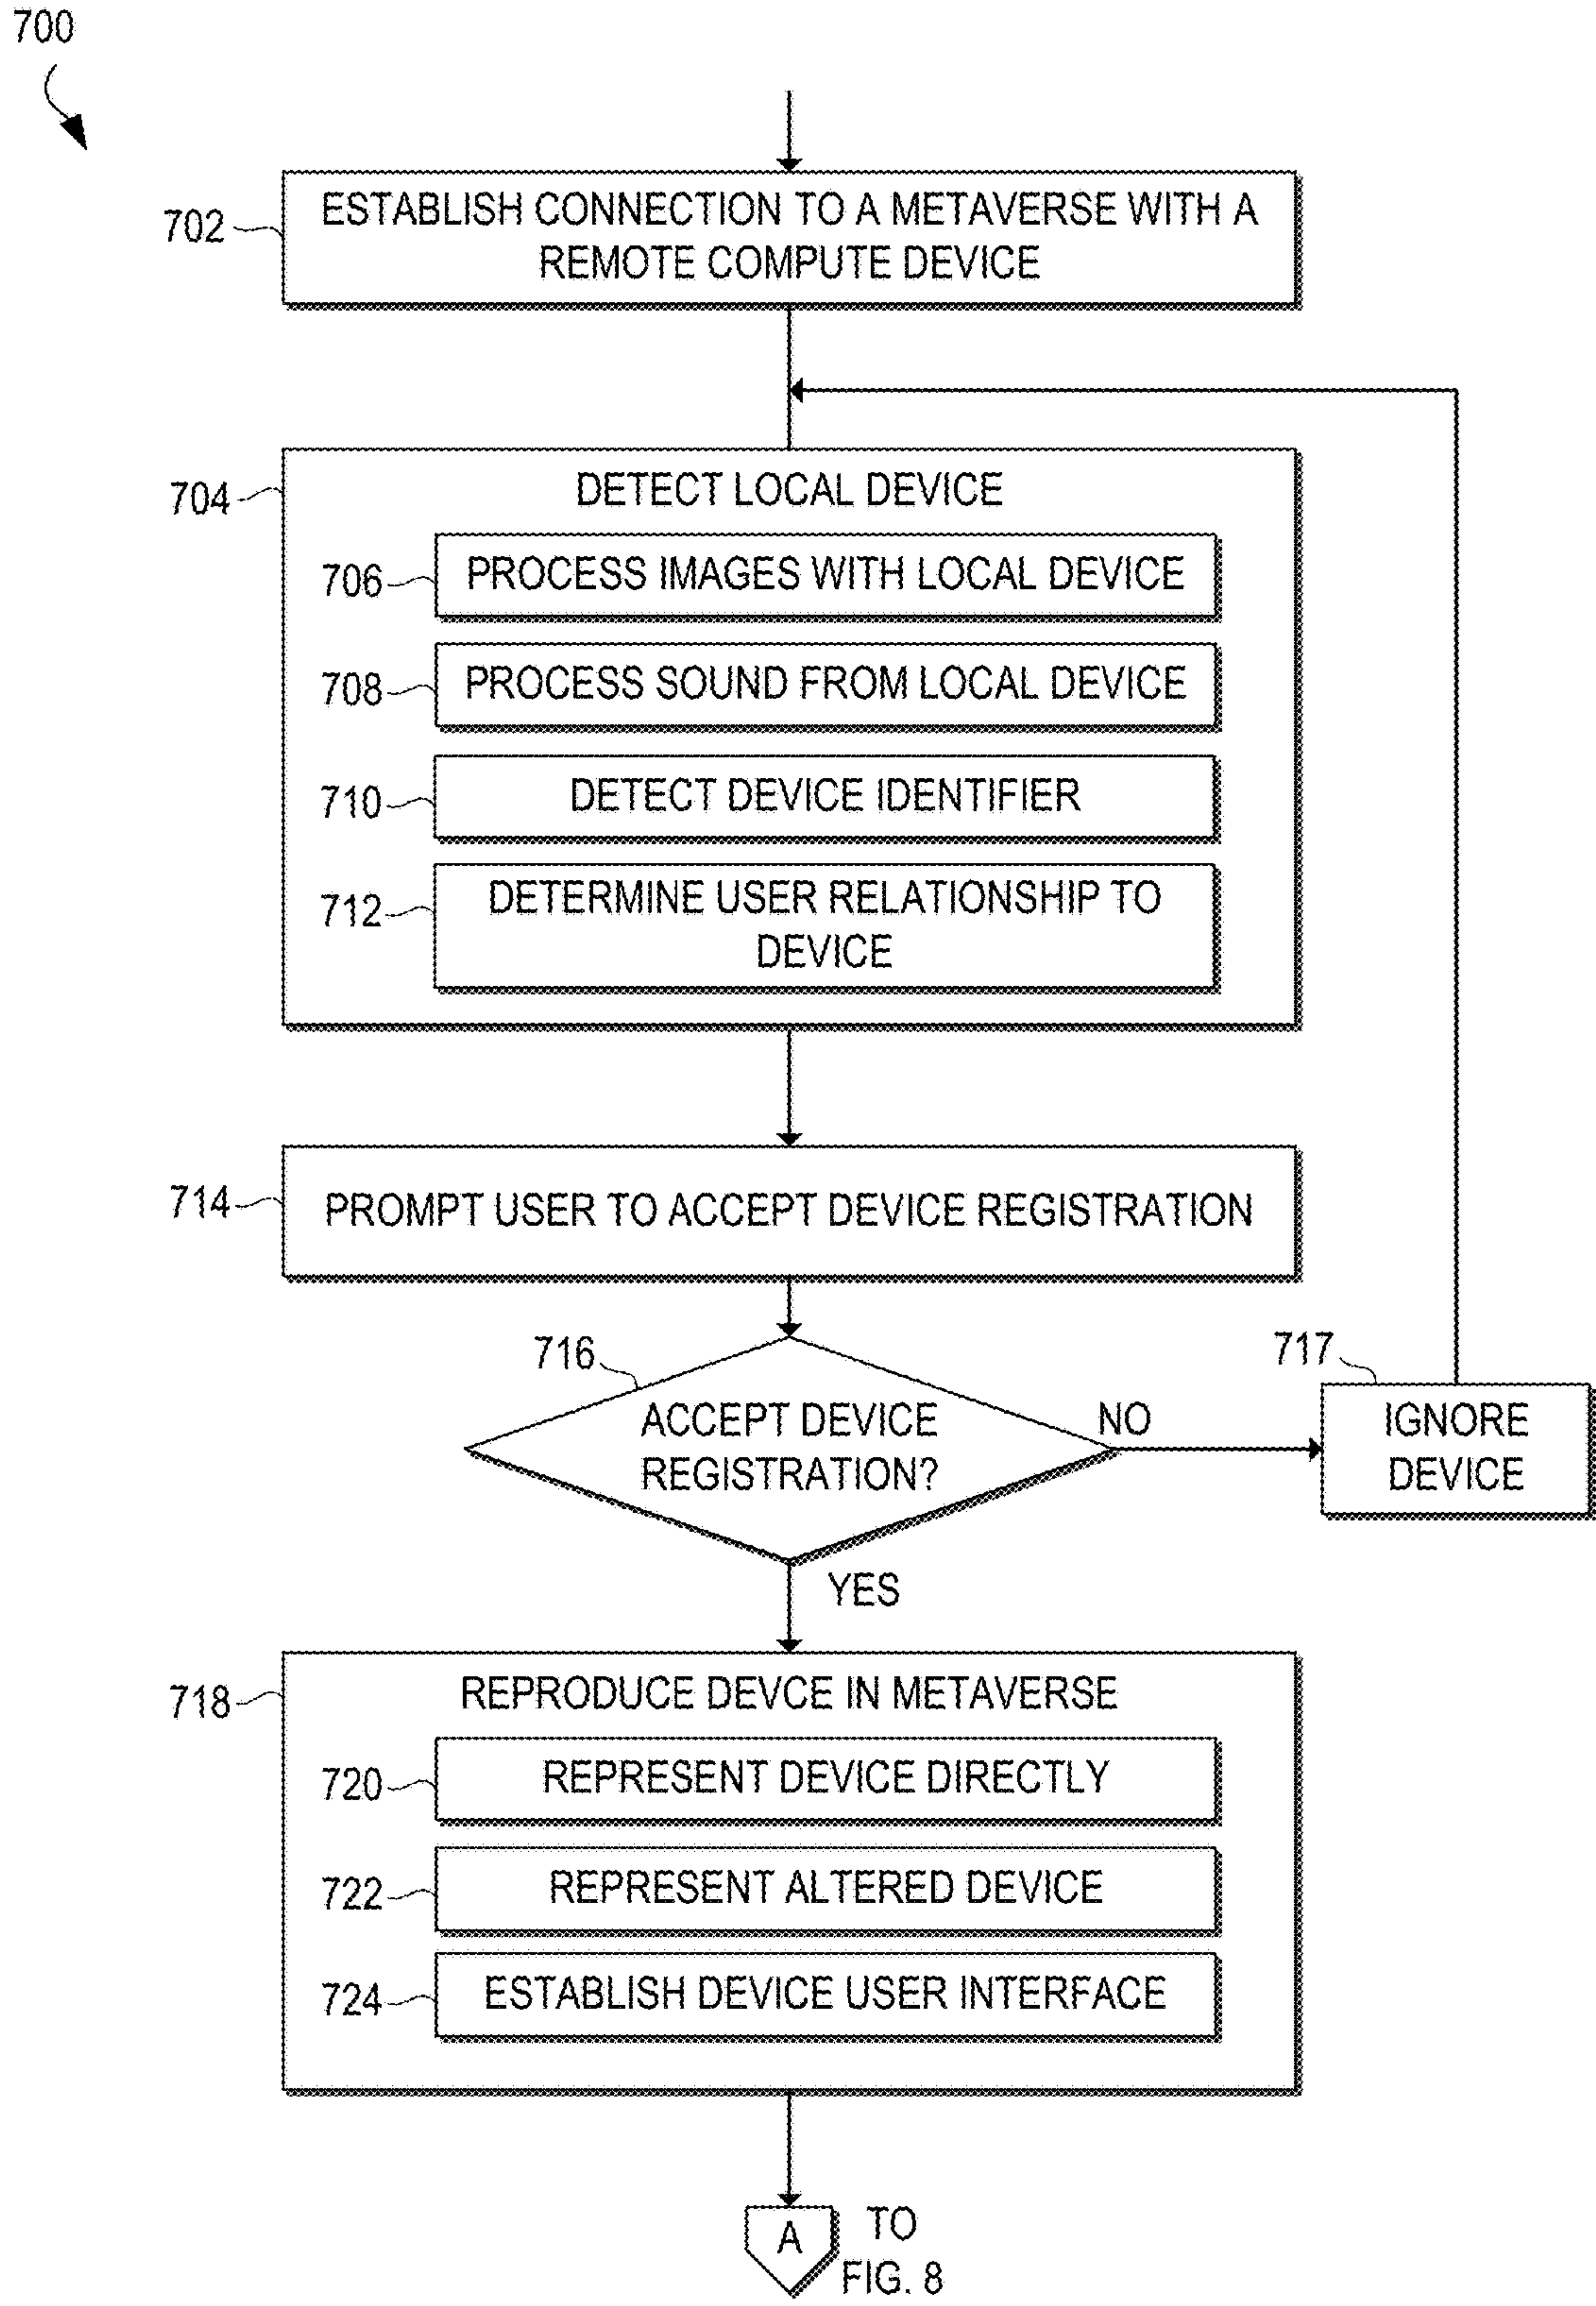 700
702
ESTABLISH CONNECTION TO A METAVERSE WITH A
REMOTE COMPUTE DEVICE
704
DETECT LOCAL DEVICE
706
PROCESS IMAGES WITH LOCAL DEVICE
708
PROCESS SOUND FROM LOCAL DEVICE
710
DETECT DEVICE IDENTIFIER
712
DETERMINE USER RELATIONSHIP TO
DEVICE
714
PROMPT USER TO ACCEPT DEVICE REGISTRATION
716
ACCEPT DEVICE
REGISTRATION?
NO
717
IGNORE
DEVICE
YES
718
REPRODUCE DEVCE IN METAVERSE
720
REPRESENT DEVICE DIRECTLY
722
REPRESENT ALTERED DEVICE
724
ESTABLISH DEVICE USER INTERFACE
A
TO
FIG. 8